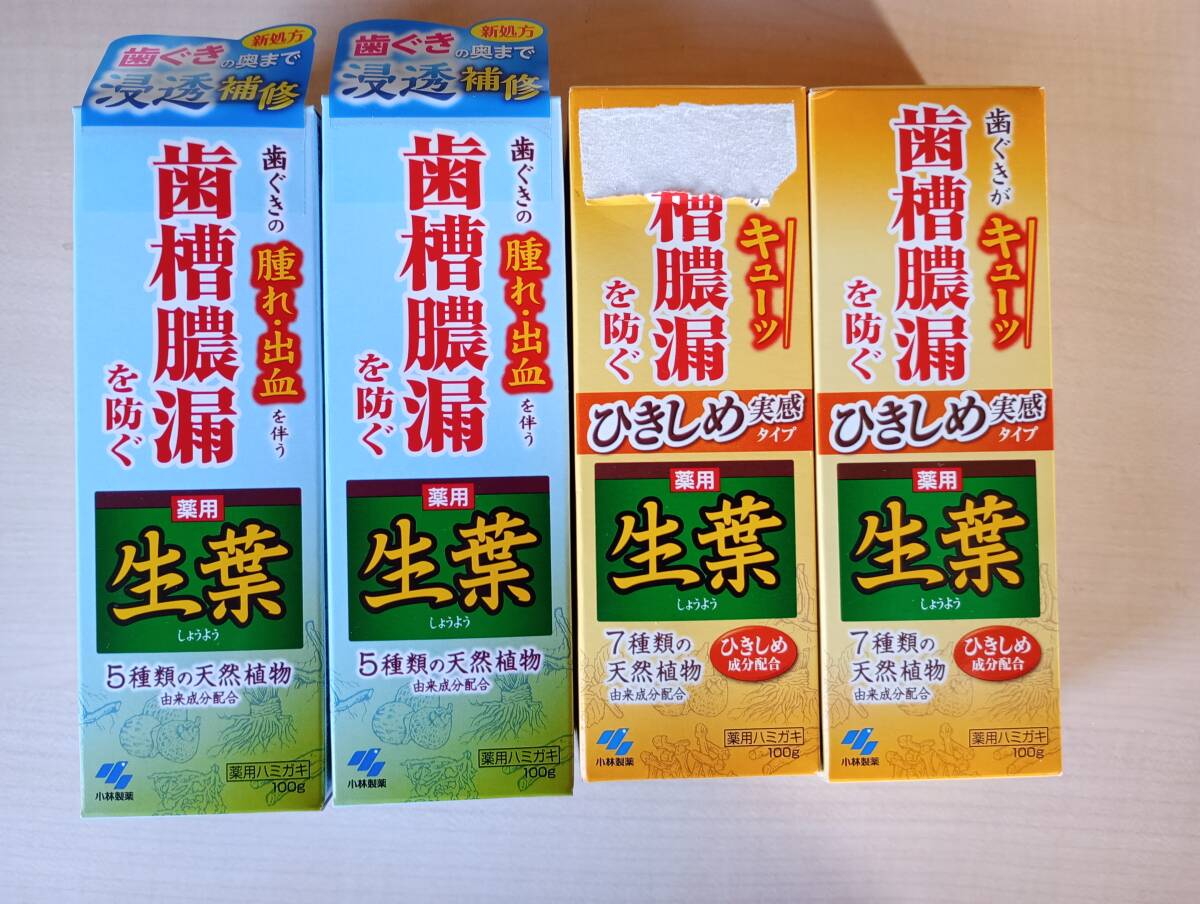 新処方
歯ぐきの奥まで
浸透補修
歯ぐきの腫れ・出血を伴う
歯槽膿漏
を防ぐ
薬用
生葉
しょうよう
5種類の天然植物
由来成分配合
小林製薬
薬用ハミガキ
100g
新処方
歯ぐきの奥まで
浸透補修
歯ぐきの腫れ・出血を伴う
歯槽膿漏
を防ぐ
薬用
生葉
しょうよう
5種類の天然植物
由来成分配合
小林製薬
薬用ハミガキ
100g
が
キューッ
槽膿漏
を防ぐ
ひきしめ実感
タイプ
薬用
生葉
しょうよう
7種類の
天然植物
由来成分配合
ひきしめ
成分配合
小林製薬
薬用ハミガキ
100g
歯ぐきが
キューッ
歯槽膿漏
を防ぐ
ひきしめ実感
タイプ
薬用
生葉
しょうよう
7種類の
天然植物
由来成分配合
ひきしめ
成分配合
小林製薬
薬用ハミガキ
100g